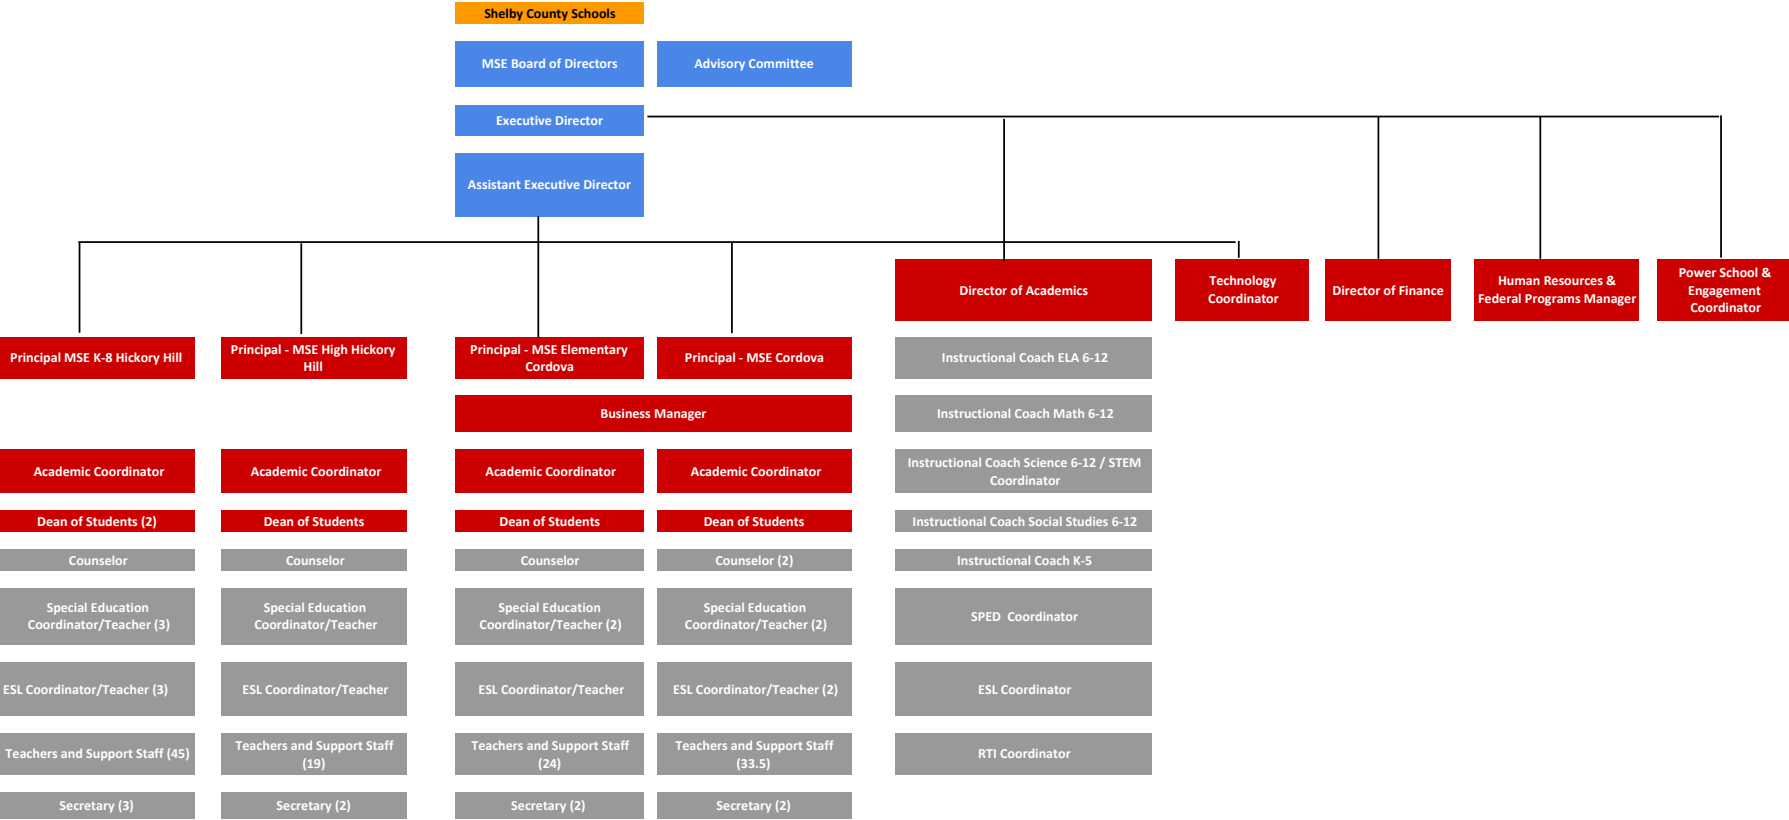 Shelby County Schools
MSE Board of Directors
Advisory Committee
Executive Director
Assistant Executive Director
Director of Academics
Technology
Coordinator
Director of Finance
Human Resources &
Federal Programs Manager
Power School &
Engagement
Coordinator
Principal MSE K-8 Hickory Hill
Principal - MSE High Hickory
Hill
Principal - MSE Elementary
Cordova
Principal - MSE Cordova
Instructional Coach ELA 6-12
Business Manager
Instructional Coach Math 6-12
Academic Coordinator
Academic Coordinator
Academic Coordinator
Academic Coordinator
Instructional Coach Science 6-12 / STEM
Coordinator
Dean of Students (2)
Dean of Students
Dean of Students
Dean of Students
Instructional Coach Social Studies 6-12
Counselor
Counselor
Counselor
Counselor (2)
Instructional Coach K-5
Special Education
Coordinator/Teacher (3)
Special Education
Coordinator/Teacher
Special Education
Coordinator/Teacher (2)
Special Education
Coordinator/Teacher (2)
SPED Coordinator
ESL Coordinator/Teacher (3)
ESL Coordinator/Teacher
ESL Coordinator/Teacher
ESL Coordinator/Teacher (2)
ESL Coordinator
Teachers and Support Staff (45)
Teachers and Support Staff
(19)
Teachers and Support Staff
(24)
Teachers and Support Staff
(33.5)
RTI Coordinator
Secretary (3)
Secretary (2)
Secretary (2)
Secretary (2)